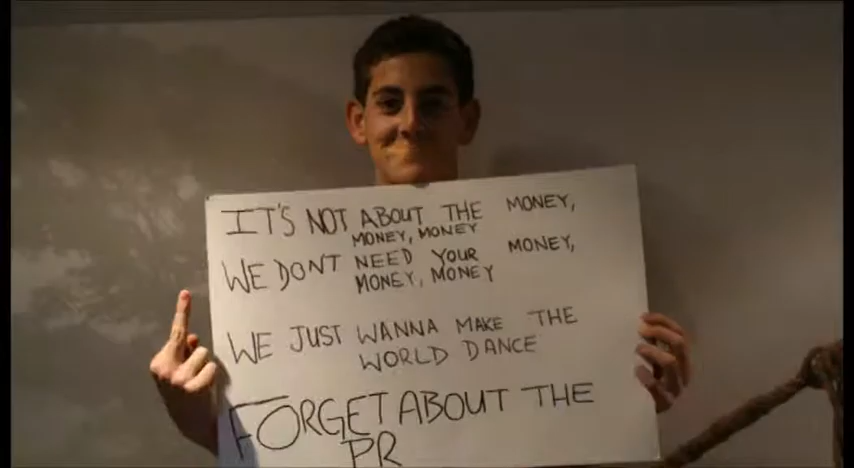 IT'S NOT ABOUT THE MONEY,
MONEY, MONEY
WE DONT NEED YOUR MONEY,
MONEY, MONEY
WE JUST WANNA MAKE THE
WORLD DANCE
FORGET ABOUT THE
PR